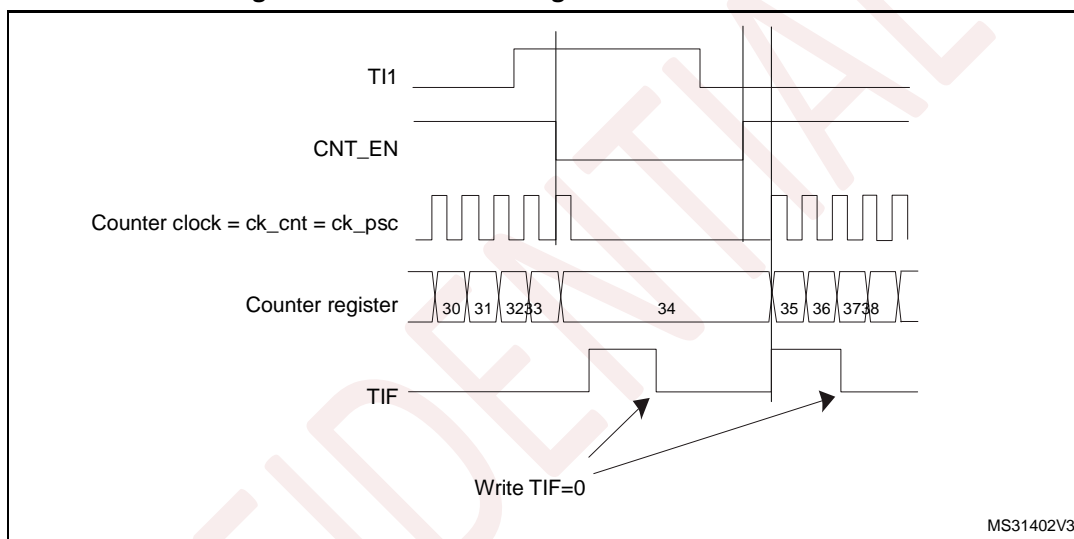 TI1
CNT_EN
Counter clock = ck_cnt = ck_psc
Counter register 30 31 3233 34 35 36 3738
TIF
Write TIF=0
MS31402V3